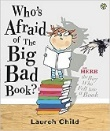 Who's
Afraid OF
The Big
Bad Book?
Lauren Child